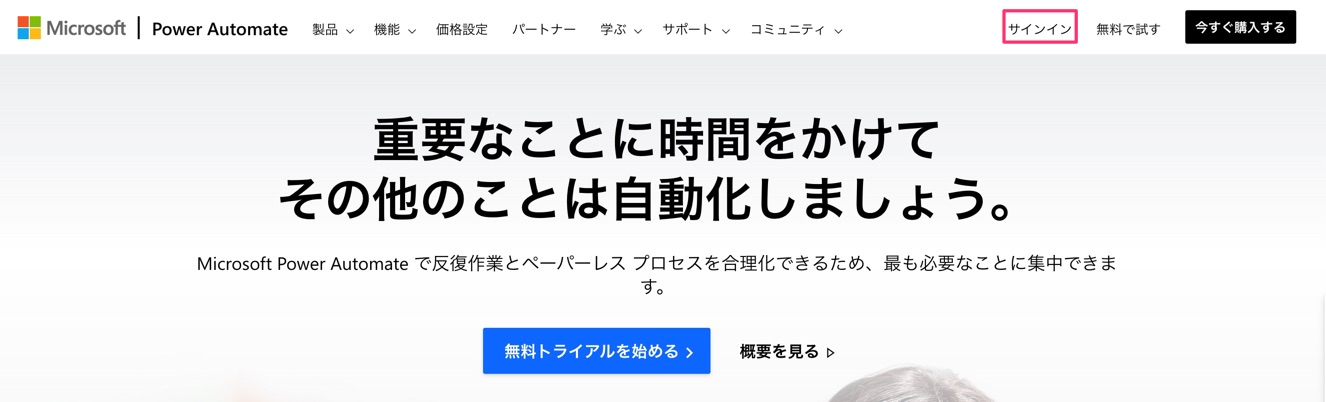 Microsoft | Power Automate 製品 機能 価格設定 パートナー 学ぶ サポート コミュニティ サインイン 無料で試す 今すぐ購入する
重要なことに時間をかけて
その他のことは自動化しましょう。
Microsoft Power Automate で反復作業とペーパーレス プロセスを合理化できるため、最も必要なことに集中できま
す。
無料トライアルを始める 概要を見る